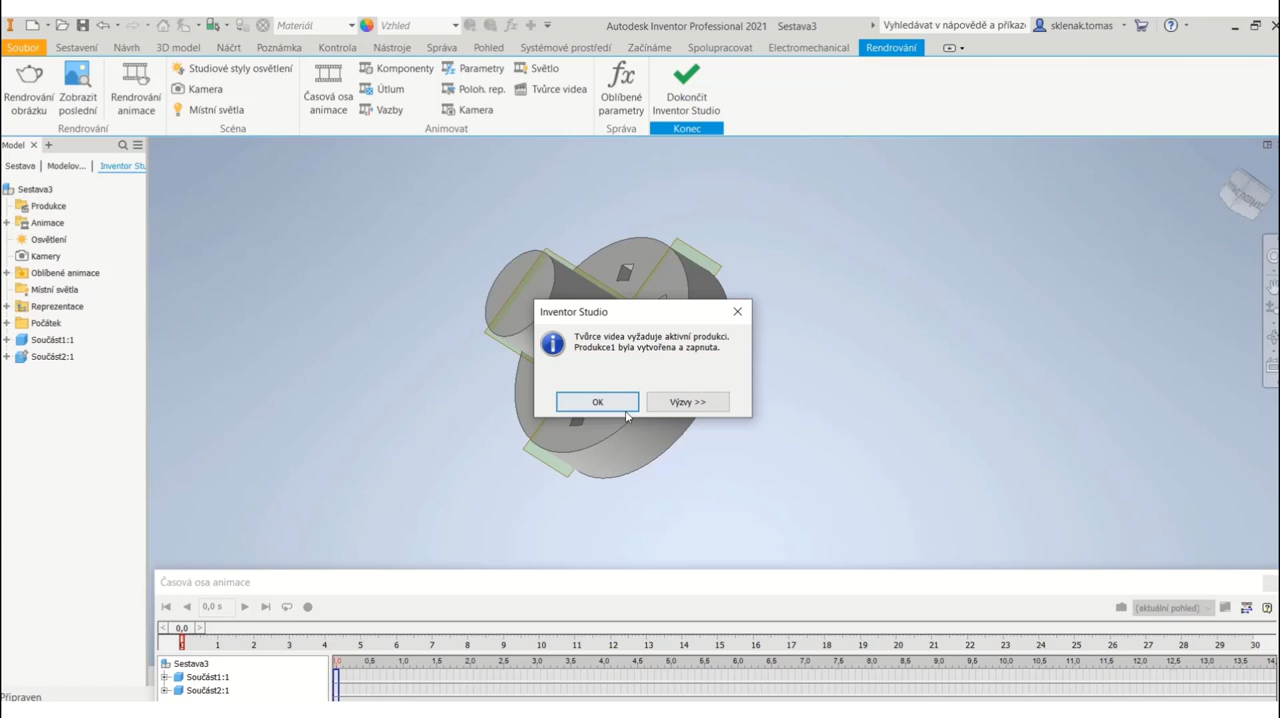 Materiál
Vzhled
Autodesk Inventor Professional 2021 Sestava3
Vyhledávat v nápovědě a příkaze
sklenak.tomas
Soubor Sestavení Návrh 3D model Náčrt Poznámka Kontrola Nástroje Správa Pohled Systémové prostředí Začínáme Spolupracovat Electromechanical Rendrování
Rendrování obrázku
Zobrazit poslední
Rendrování animace
Studiové styly osvětlení
Kamera
Místní světla
Časová osa animace
Komponenty
Útlum
Vazby
Parametry
Poloh. rep.
Kamera
Světlo
Tvůrce videa
Oblíbené parametry
Dokončit Inventor Studio
Rendrování Scéna Animovat Správa Konec
Model
Sestava Modelov... Inventor Stu
Sestava3
Produkce
Animace
Osvětlení
Kamery
Oblíbené animace
Místní světla
Reprezentace
Počátek
Součást1:1
Součást2:1
Inventor Studio
Tvůrce videa vyžaduje aktivní produkci.
Produkce1 byla vytvořena a zapnuta.
OK Výzvy >>
Časová osa animace
0,0 s
(aktuální pohled)
< 0,0 >
1 2 3 4 5 6 7 8 9 10 11 12 13 14 15 16 17 18 19 20 21 22 23 24 25 26 27 28 29 30
Sestava3
0,5 1,0 1,5 2,0 2,5 3,0 3,5 4,0 4,5 5,0 5,5 6,0 6,5 7,0 7,5 8,0 8,5 9,0 9,5 10,0 10,5 11,0 11,5 12,0 12,5 13,0 13,5
Součást1:1
Součást2:1
Připraven